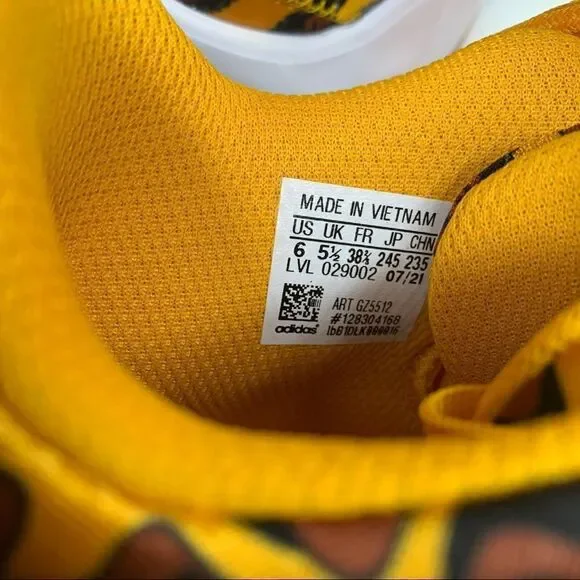 MADE IN VIETNAM
US UK FR JP CHN
6 5½ 38⅔ 245 235
LVL 029002 07/21
ART GZ5512
#128304168
adidas